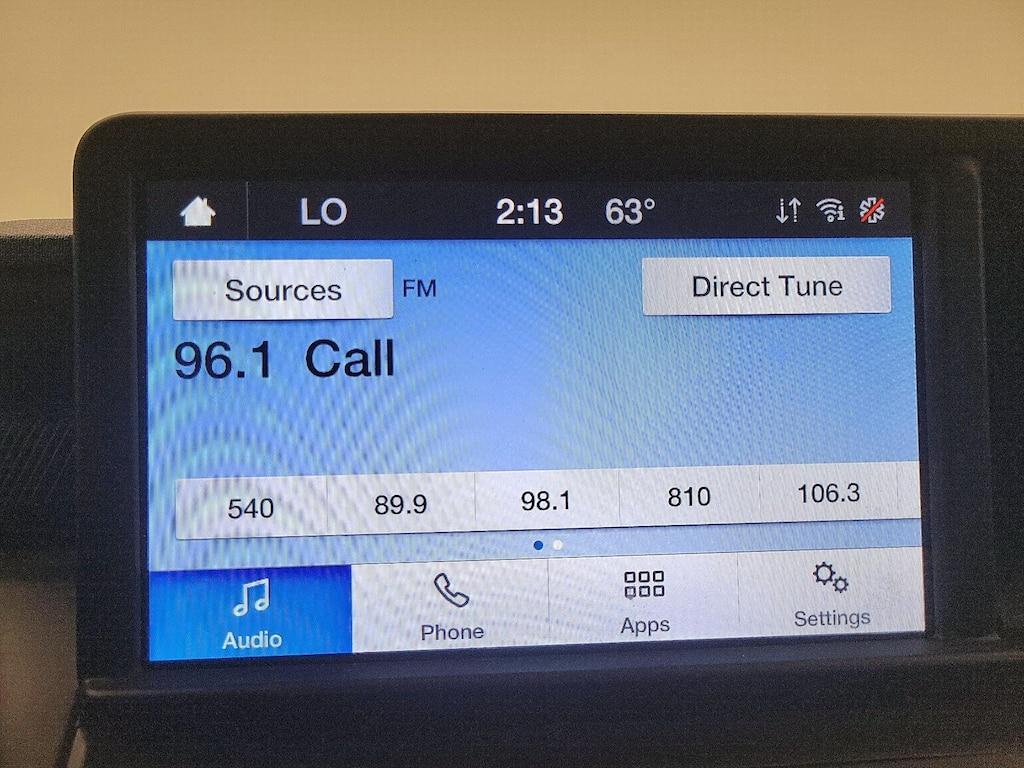 LO 2:13 63°
Sources FM Direct Tune
96.1 Call
540 89.9 98.1 810 106.3
Audio Phone Apps Settings